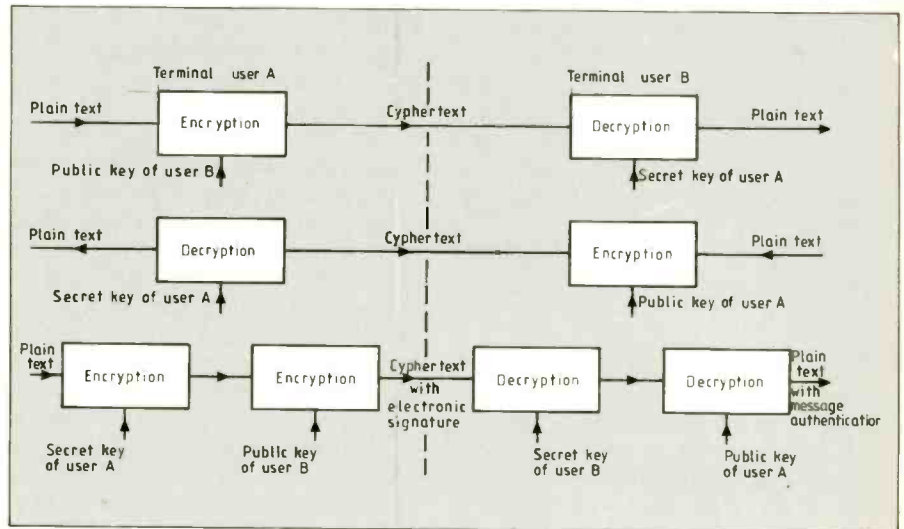 Terminal user A
Terminal user B
Plain text
Encryption
Cyphertext
Decryption
Plain text
Public key of user B
Secret key of user A
Plain text
Decryption
Cyphertext
Encryption
Plain text
Secret key of user A
Public key of user A
Plain
text
Encryption
Encryption
Cyphertext
with
electronic
signature
Decryption
Decryption
Plain
text
with
message
authentication
Secret key
of user A
Public key
of user B
Secret key
of user B
Public key
of user A